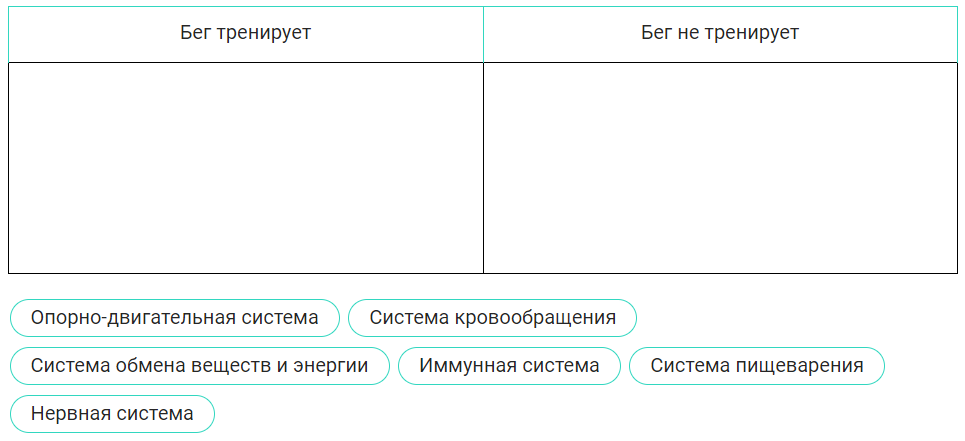 Бег тренирует Бег не тренирует
Опорно-двигательная система Система кровообращения
Система обмена веществ и энергии Иммунная система Система пищеварения
Нервная система